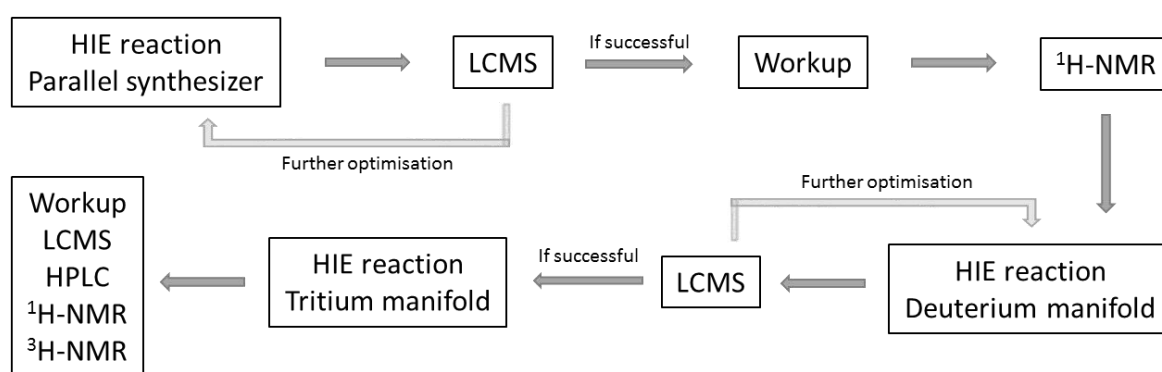 HIE reaction
Parallel synthesizer
LCMS
If successful
Workup
¹H-NMR
Further optimisation
Further optimisation
HIE reaction
Deuterium manifold
LCMS
If successful
HIE reaction
Tritium manifold
Workup
LCMS
HPLC
¹H-NMR
³H-NMR